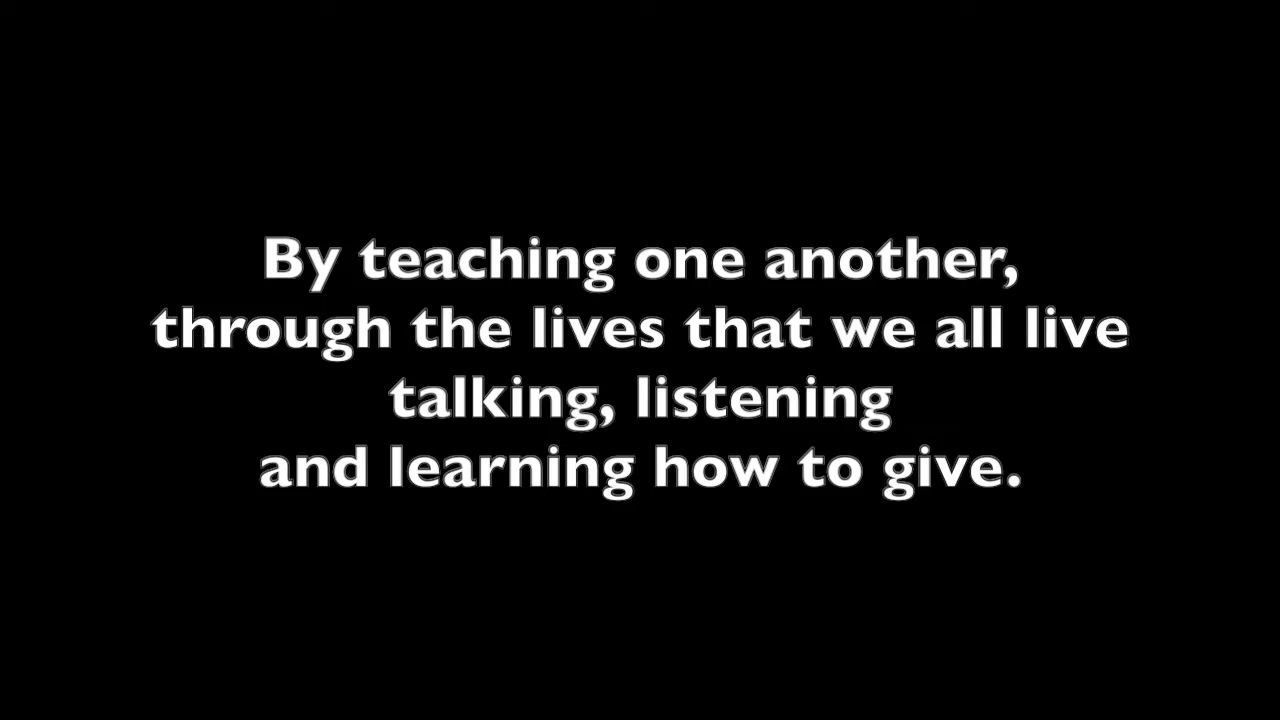 By teaching one another,
through the lives that we all live
talking, listening
and learning how to give.